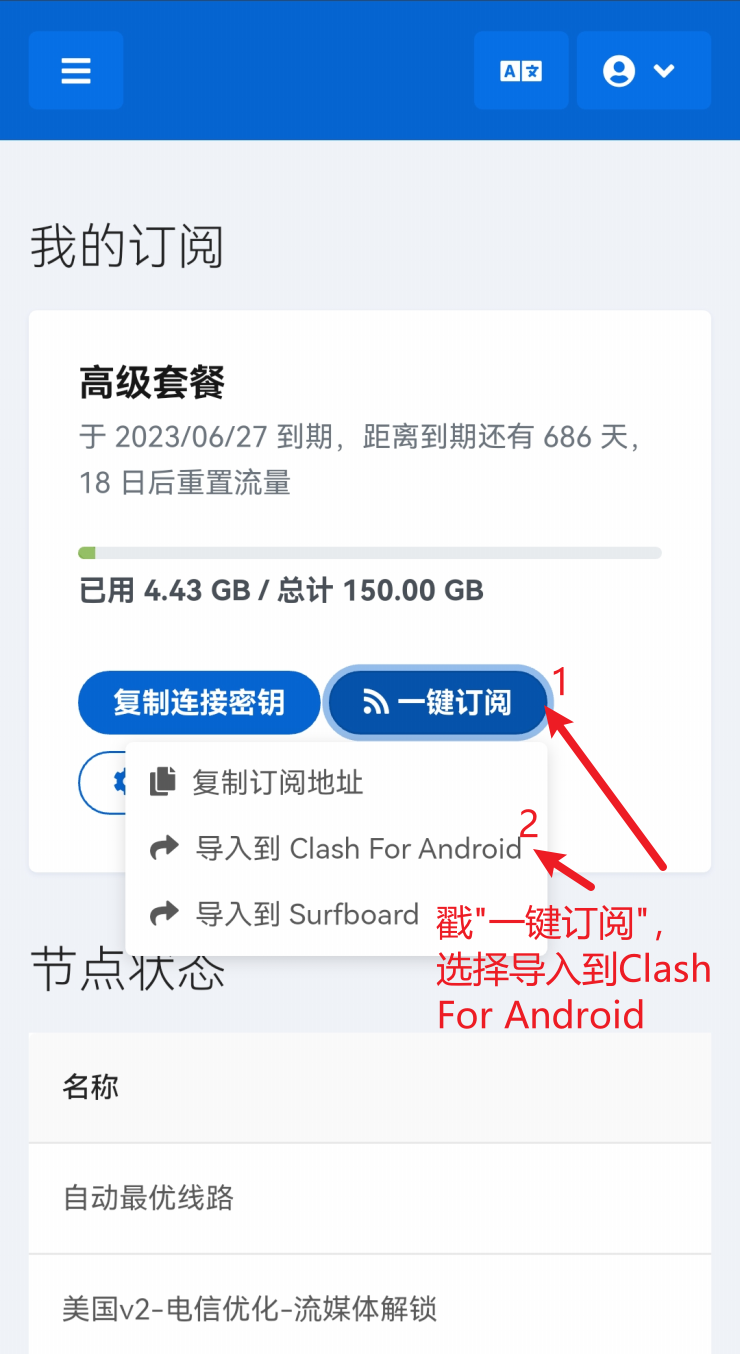 A 文
我的订阅
高级套餐
于 2023/06/27 到期，距离到期还有 686 天，
18 日后重置流量
已用 4.43 GB / 总计 150.00 GB
复制连接密钥
一键订阅
1
复制订阅地址
导入到 Clash For Android
2
导入到 Surfboard
戳"一键订阅"，
选择导入到Clash
For Android
节点状态
名称
自动最优线路
美国v2-电信优化-流媒体解锁